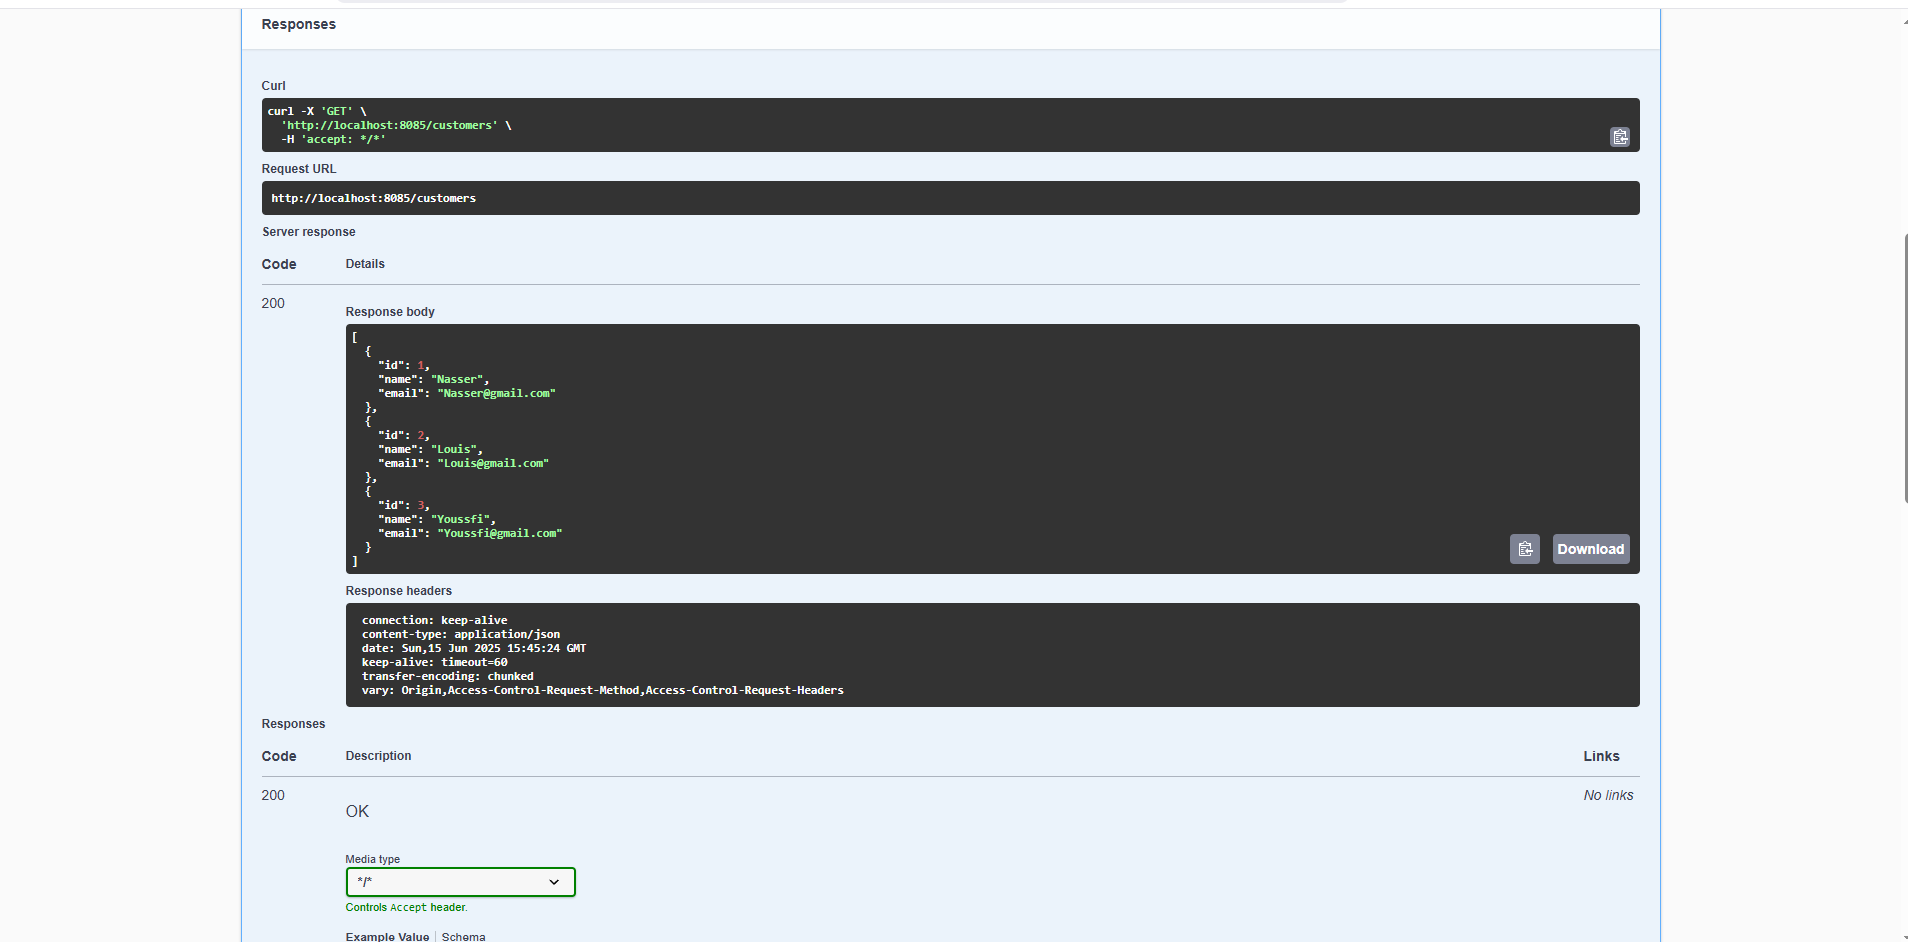 Responses
Curl
curl -X 'GET' \
  'http://localhost:8085/customers' \
  -H 'accept: */*'
Request URL
http://localhost:8085/customers
Server response
Code Details
200
Response body
[
  {
    "id": 1,
    "name": "Nasser",
    "email": "Nasser@gmail.com"
  },
  {
    "id": 2,
    "name": "Louis",
    "email": "Louis@gmail.com"
  },
  {
    "id": 3,
    "name": "Youssfi",
    "email": "Youssfi@gmail.com"
  }
]
Download
Response headers
connection: keep-alive
content-type: application/json
date: Sun,15 Jun 2025 15:45:24 GMT
keep-alive: timeout=60
transfer-encoding: chunked
vary: Origin,Access-Control-Request-Method,Access-Control-Request-Headers
Responses
Code Description Links
200 No links
OK
Media type
*/*
Controls Accept header.
Example Value Schema